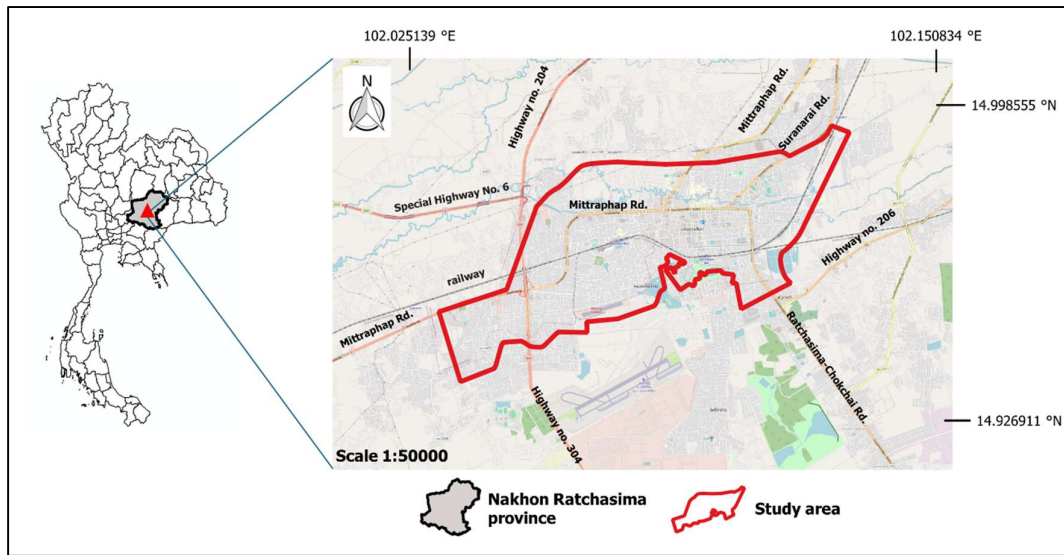 102.025139 °E
102.150834 °E
N
Highway no. 204
Mittraphap Rd.
Suranarai Rd.
14.998555 °N
Special Highway No. 6
Mittraphap Rd.
Highway no. 206
railway
Mittraphap Rd.
Ratchasima-Chokchai Rd.
Highway no. 304
14.926911 °N
Scale 1:50000
Nakhon Ratchasima
province
Study area